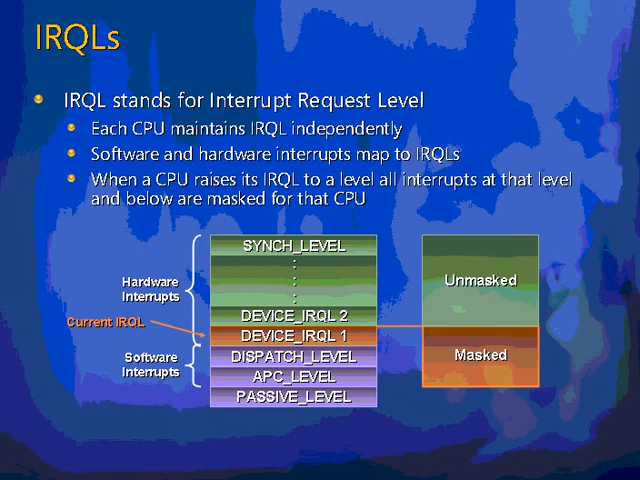 IRQLs
IRQL stands for Interrupt Request Level
Each CPU maintains IRQL independently
Software and hardware interrupts map to IRQLs
When a CPU raises its IRQL to a level all interrupts at that level
and below are masked for that CPU
SYNCH_LEVEL
:
:
:
Hardware
Interrupts
Unmasked
DEVICE_IRQL 2
Current IRQL
DEVICE_IRQL 1
Software
Interrupts
DISPATCH_LEVEL
Masked
APC_LEVEL
PASSIVE_LEVEL